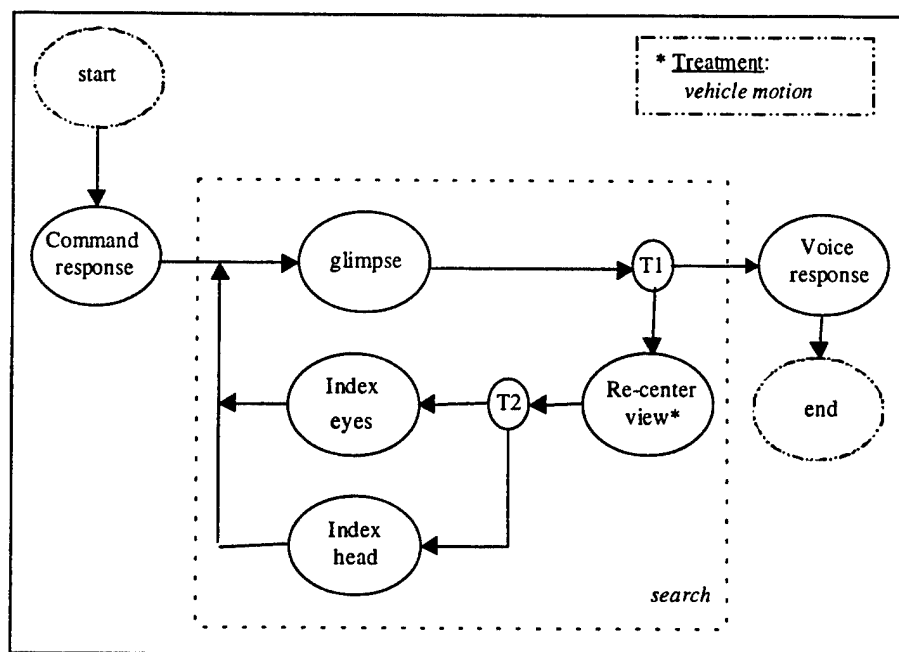 start
* Treatment:
vehicle motion
Command
response
glimpse
T1
Voice
response
Index
eyes
T2
Re-center
view*
end
Index
head
search